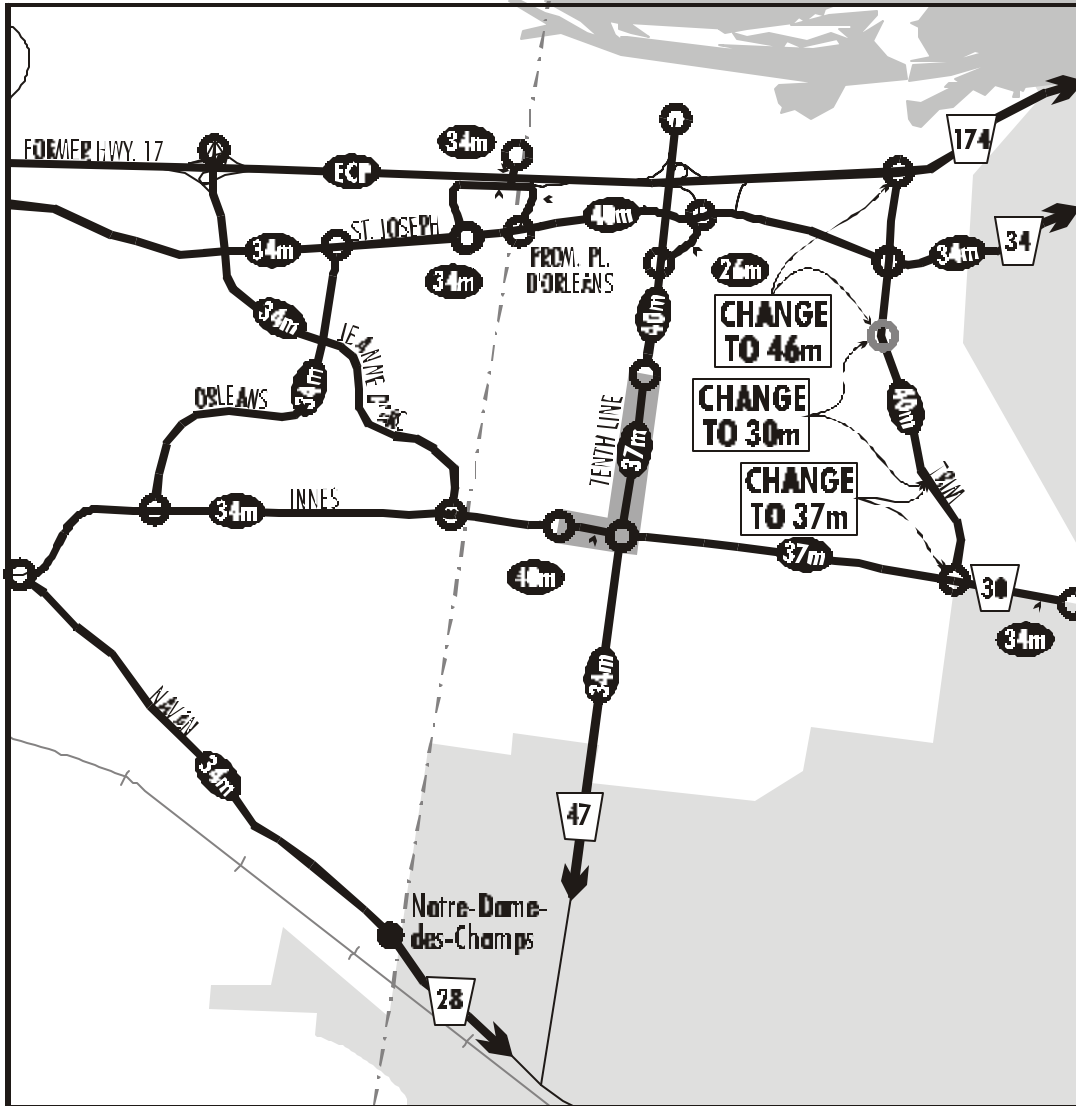 FORMER HWY. 17
34m
174
ECP
40m
ST. JOSEPH
34m
34m
34
FROM. PL.
D'ORLEANS
34m
26m
CHANGE
TO 46m
34m
40m
JEANNE D'ARC
34m
ORLEANS
CHANGE
TO 30m
40m
TENTH LINE
37m
CHANGE
TO 37m
TRIM
INNES
34m
37m
40m
30
34m
34m
NAVAN
34m
47
Notre-Dame-
des-Champs
28